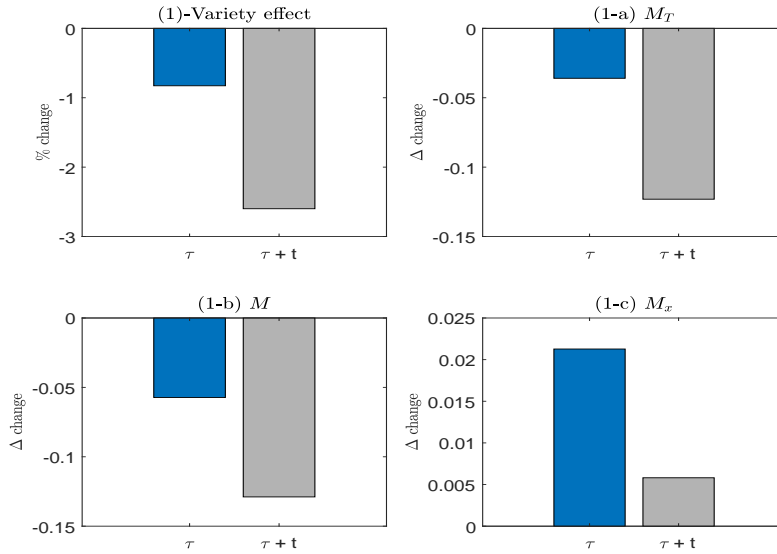 (1)-Variety effect
% change
0
-1
-2
-3
τ
τ + t
(1-a) M_T
Δ change
0
-0.05
-0.1
-0.15
τ
τ + t
(1-b) M
Δ change
0
-0.05
-0.1
-0.15
τ
τ + t
(1-c) M_x
Δ change
0.025
0.02
0.015
0.01
0.005
0
τ
τ + t